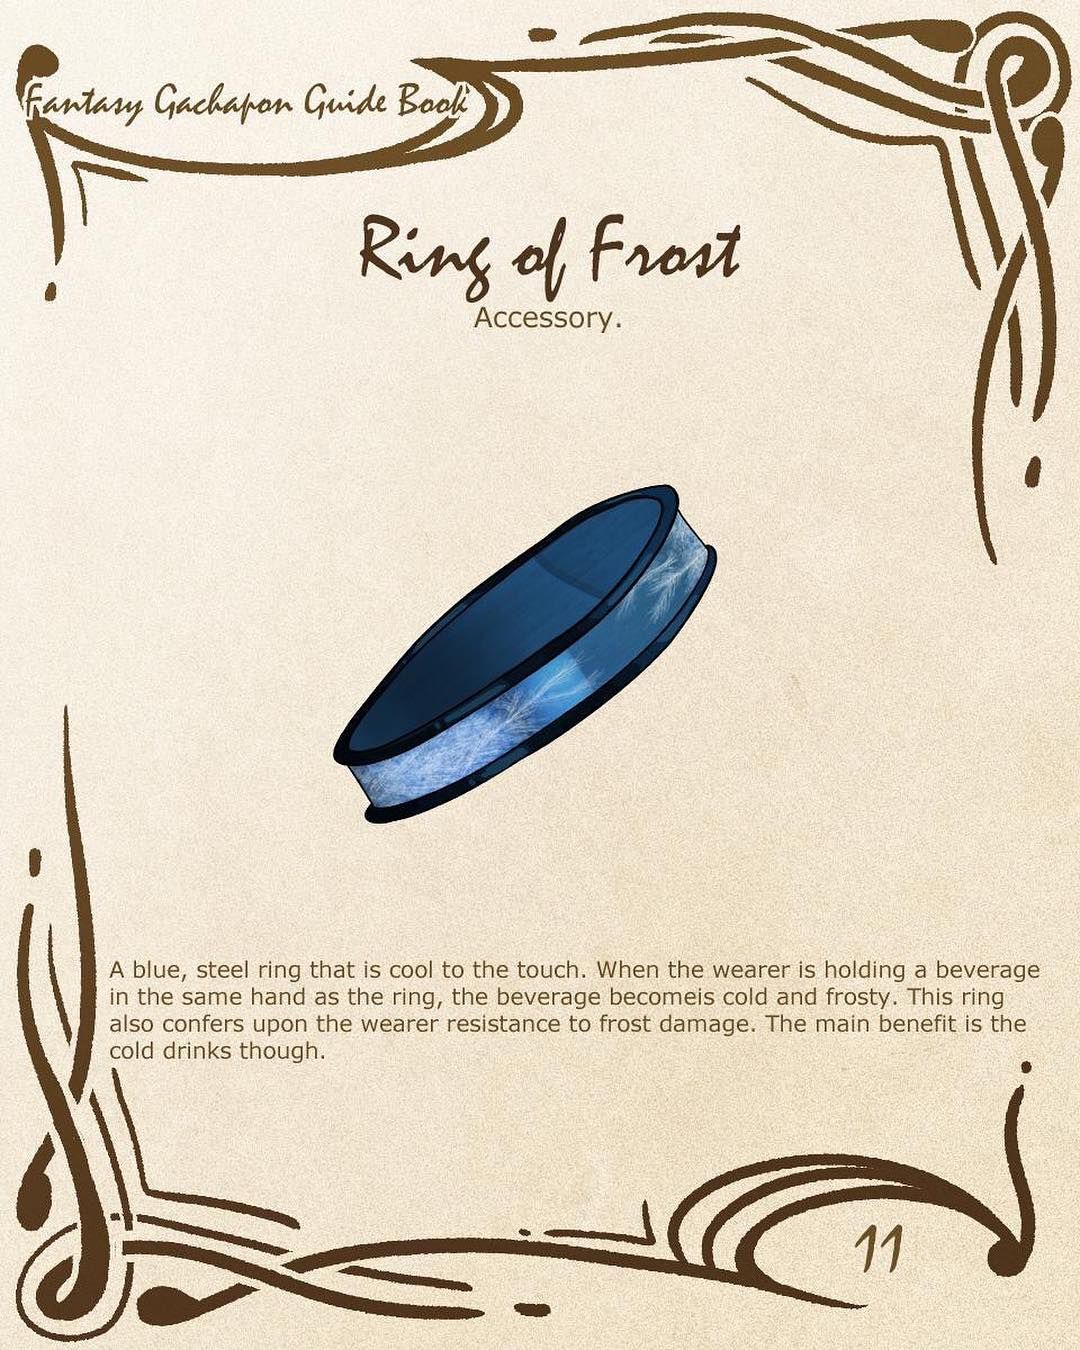 Fantasy Gachapon Guide Book
Ring of Frost
Accessory.
A blue, steel ring that is cool to the touch. When the wearer is holding a beverage
in the same hand as the ring, the beverage becomeis cold and frosty. This ring
also confers upon the wearer resistance to frost damage. The main benefit is the
cold drinks though.
11